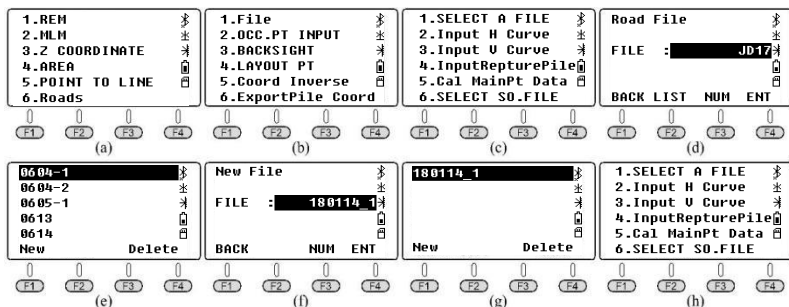 1.REM
2.MLM
3.Z COORDINATE
4.AREA
5.POINT TO LINE
6.Roads
F1 F2 F3 F4
(a)
1.File
2.OCC.PT INPUT
3.BACKSIGHT
4.LAYOUT PT
5.Coord Inverse
6.ExportPile Coord
F1 F2 F3 F4
(b)
1.SELECT A FILE
2.Input H Curve
3.Input V Curve
4.InputRepturePile
5.Cal MainPt Data
6.SELECT SO.FILE
F1 F2 F3 F4
(c)
Road File
FILE : JD17
BACK LIST NUM ENT
F1 F2 F3 F4
(d)
0604-1
0604-2
0605-1
0613
0614
New Delete
F1 F2 F3 F4
(e)
New File
FILE : 180114_1
BACK NUM ENT
F1 F2 F3 F4
(f)
180114_1
New Delete
F1 F2 F3 F4
(g)
1.SELECT A FILE
2.Input H Curve
3.Input V Curve
4.InputRepturePile
5.Cal MainPt Data
6.SELECT SO.FILE
F1 F2 F3 F4
(h)